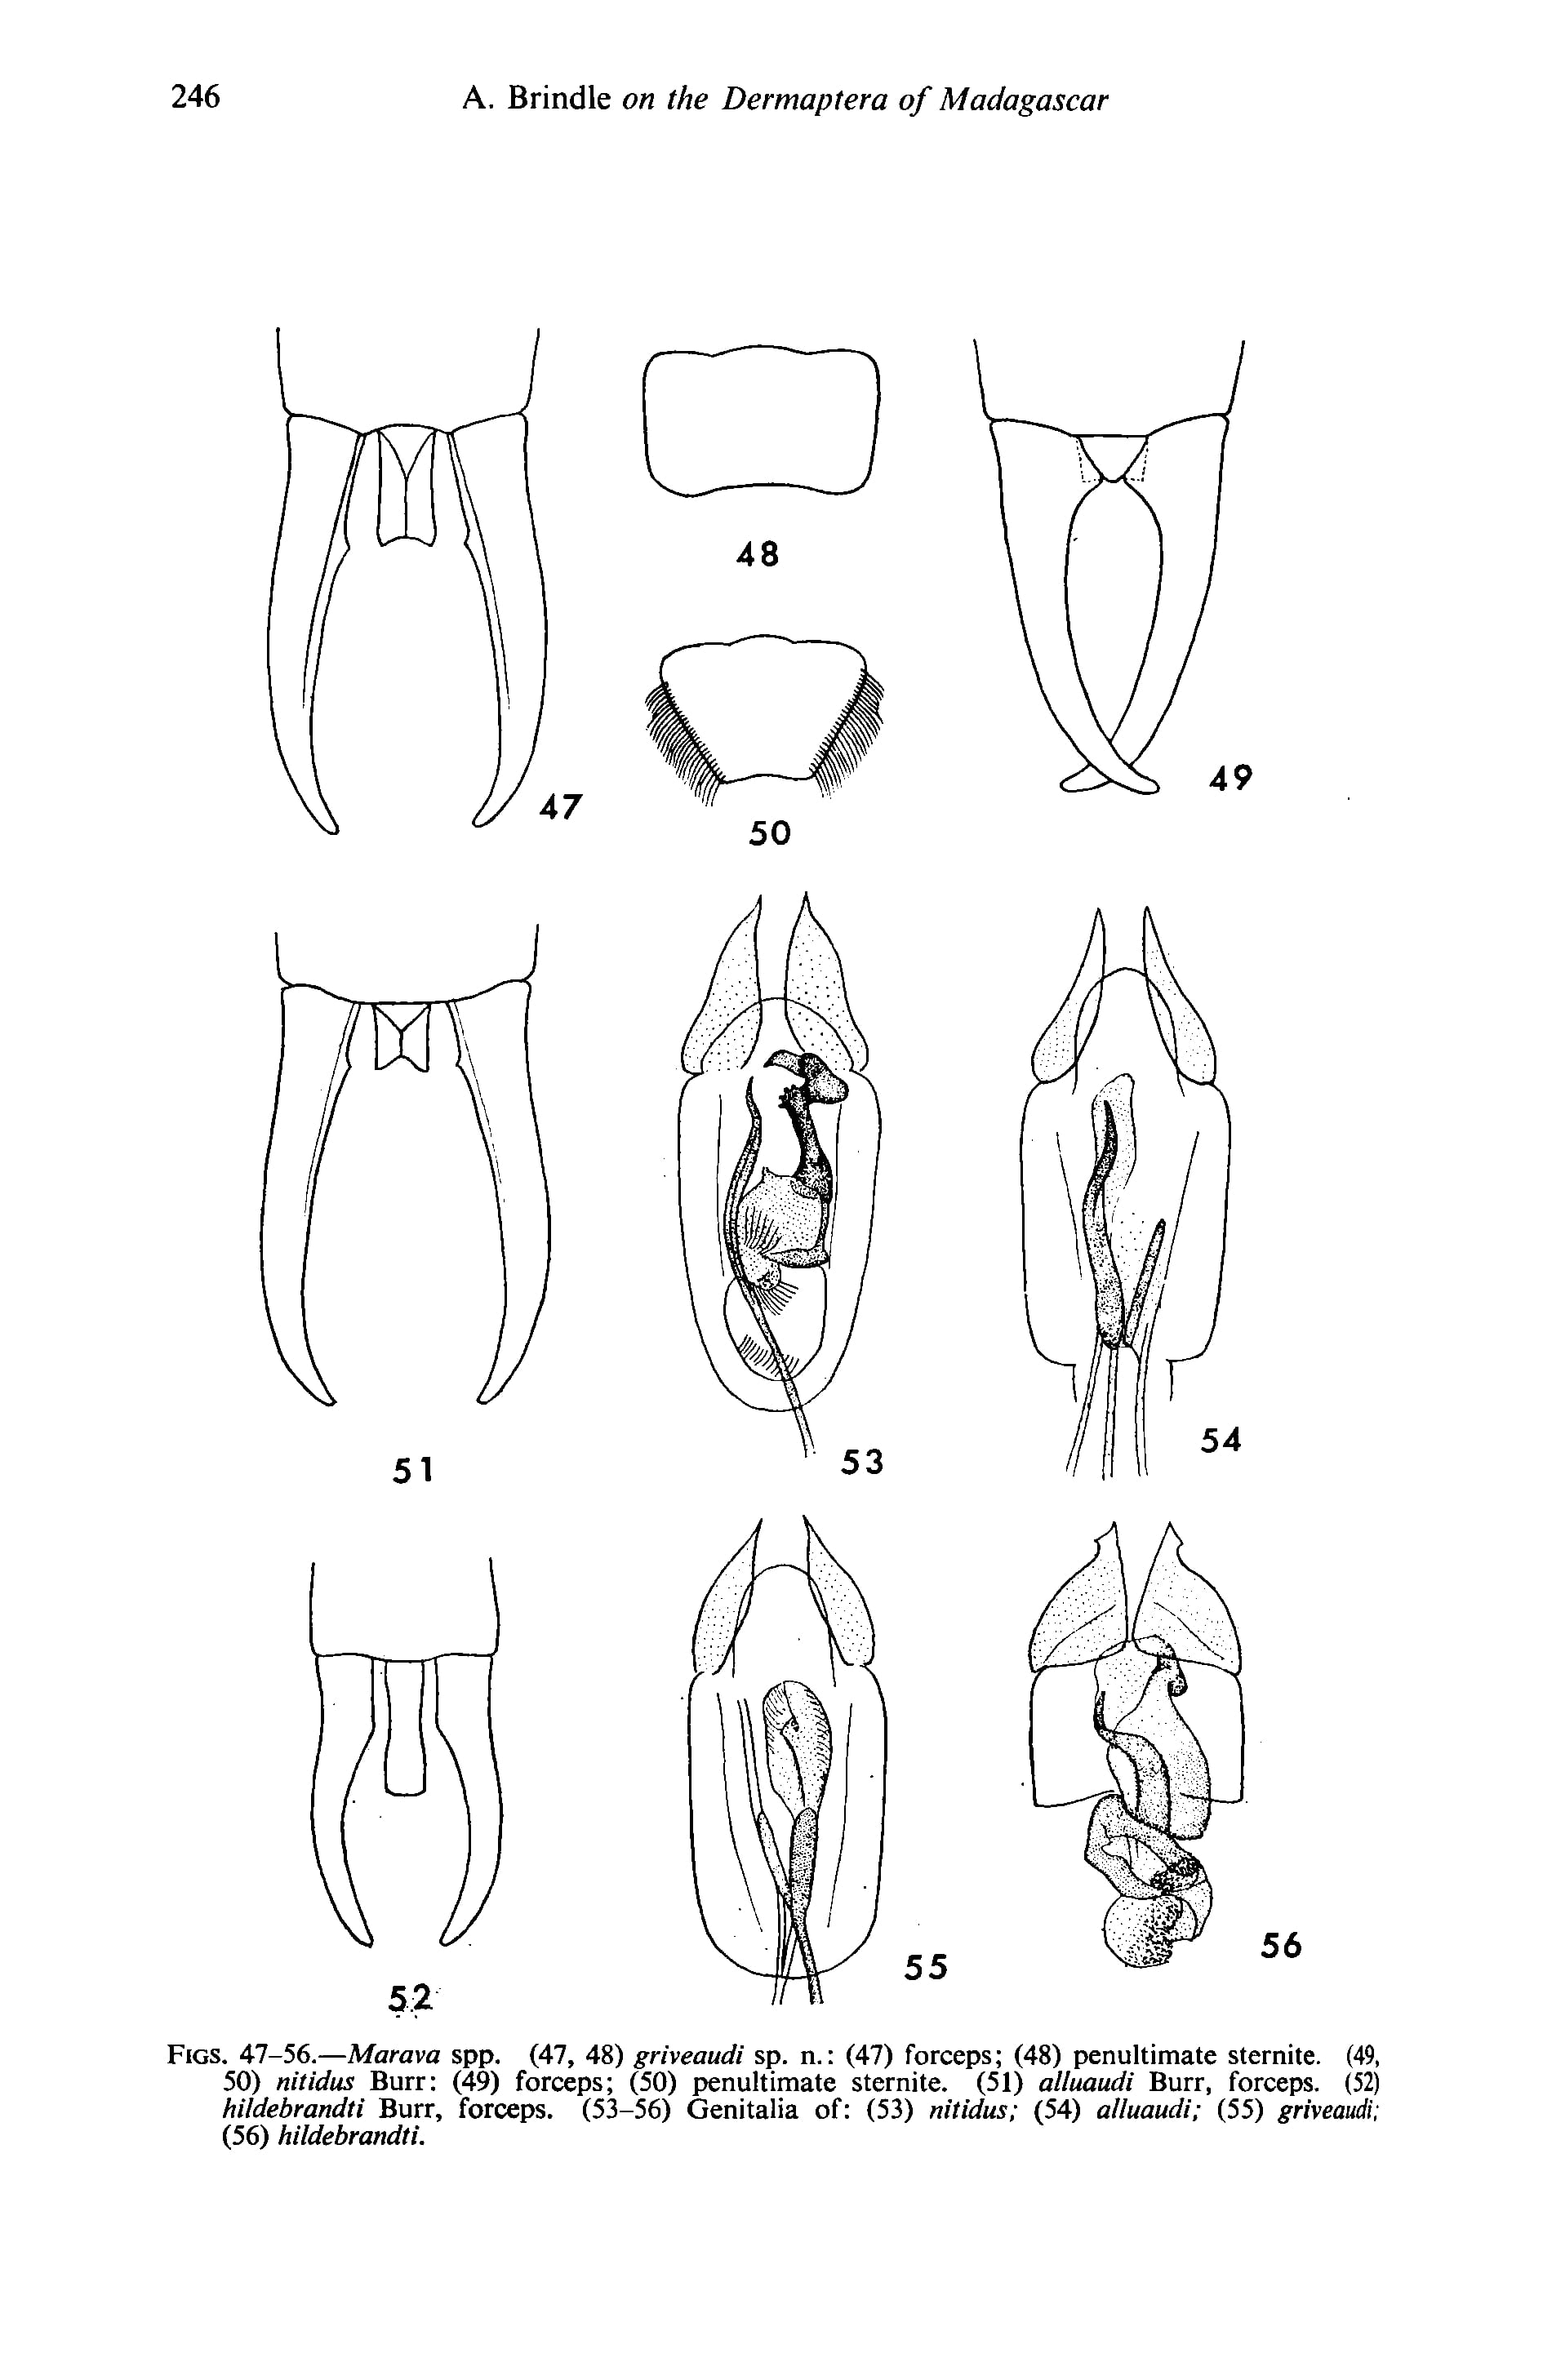 246 A. Brindle on the Dermaptera of Madagascar
48
49
47
50
51
53
54
52
55
56
FIGS. 47–56.—Marava spp. (47, 48) griveaudi sp. n.: (47) forceps; (48) penultimate sternite. (49,
50) nitidus Burr: (49) forceps; (50) penultimate sternite. (51) alluaudi Burr, forceps. (52)
hildebrandti Burr, forceps. (53–56) Genitalia of: (53) nitidus; (54) alluaudi; (55) griveaudi;
(56) hildebrandti.